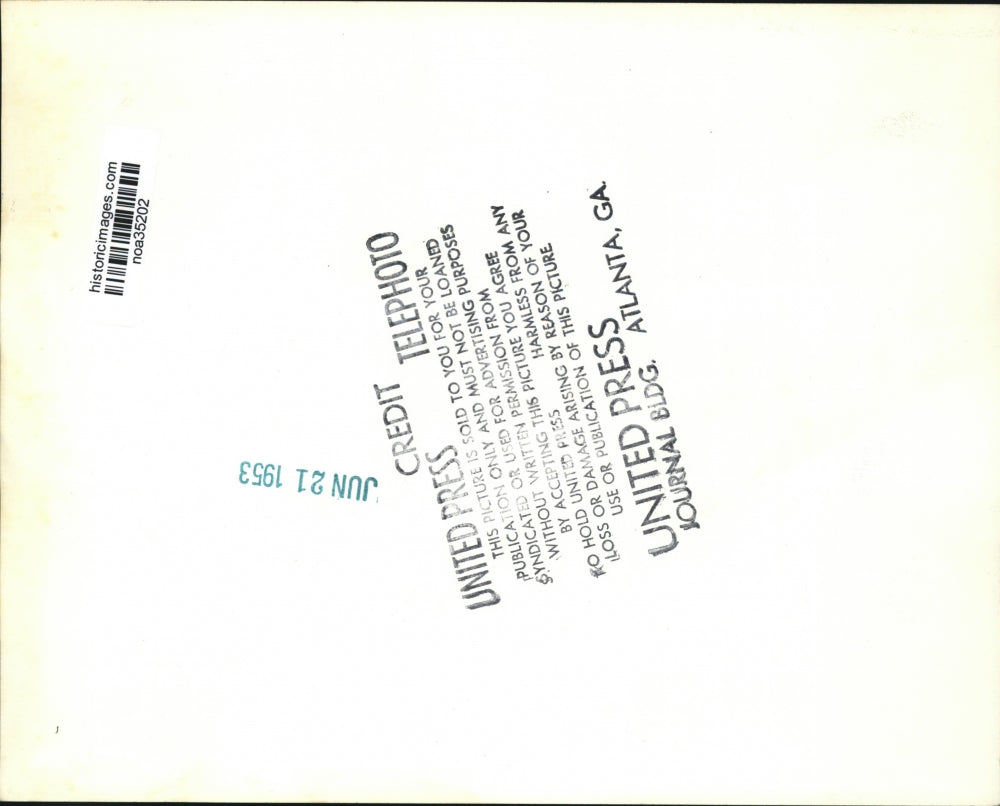 historicimages.com
noa35202
JUN 21 1953
CREDIT
UNITED PRESS TELEPHOTO
THIS PICTURE IS SOLD TO YOU FOR YOUR
PUBLICATION ONLY AND MUST NOT BE LOANED
SYNDICATED OR USED FOR ADVERTISING PURPOSES
WITHOUT WRITTEN PERMISSION FROM
BY ACCEPTING THIS PICTURE YOU AGREE
TO HOLD UNITED PRESS HARMLESS FROM ANY
LOSS OR DAMAGE ARISING BY REASON OF YOUR
USE OR PUBLICATION OF THIS PICTURE
UNITED PRESS
JOURNAL BLDG. ATLANTA, GA.